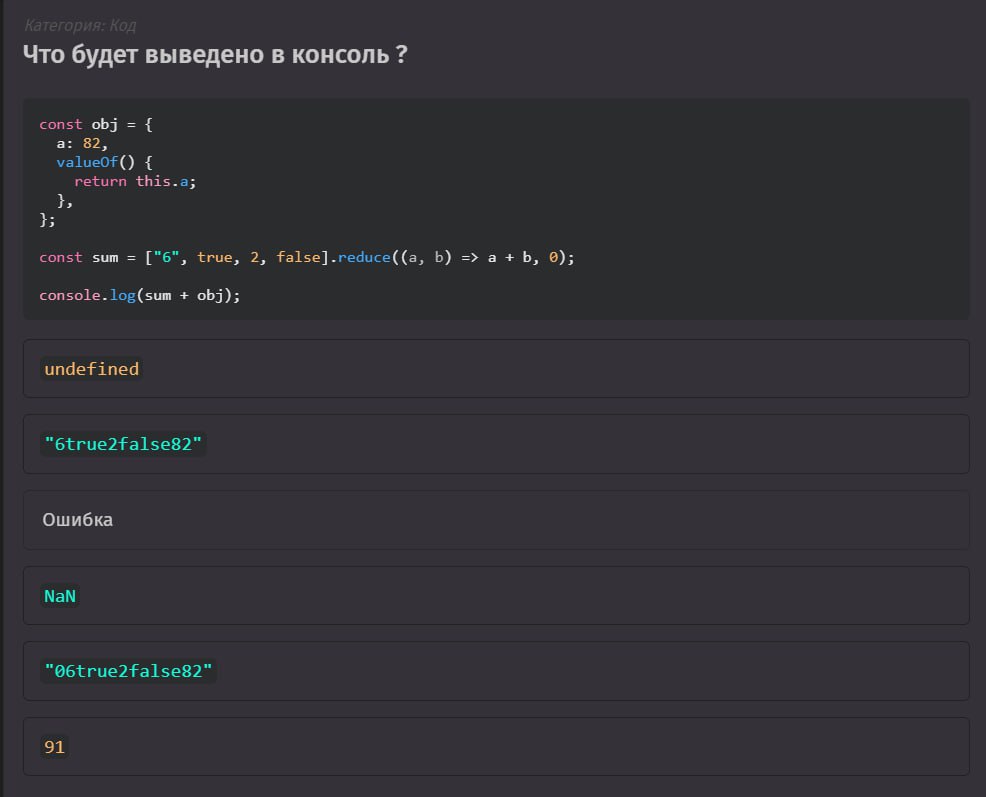 Категория: Код
Что будет выведено в консоль ?
const obj = {
  a: 82,
  valueOf() {
    return this.a;
  },
};
const sum = ["6", true, 2, false].reduce((a, b) => a + b, 0);
console.log(sum + obj);
undefined
"6true2false82"
Ошибка
NaN
"06true2false82"
91